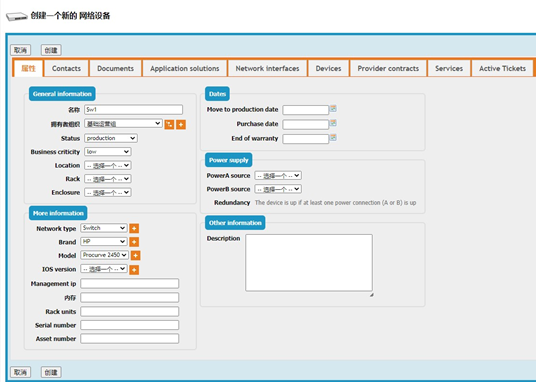 创建一个新的 网络设备
取消 创建
属性 Contacts Documents Application solutions Network interfaces Devices Provider contracts Services Active Tickets
General information
名称 Sw1
拥有者组织 基础运营组
Status production
Business criticity low
Location -- 选择一个 --
Rack -- 选择一个 --
Enclosure -- 选择一个 --
More information
Network type Switch
Brand HP
Model Procurve 2450
IOS version -- 选择一个 --
Management ip
内存
Rack units
Serial number
Asset number
Dates
Move to production date
Purchase date
End of warranty
Power supply
PowerA source -- 选择一个 --
PowerB source -- 选择一个 --
Redundancy The device is up if at least one power connection (A or B) is up
Other information
Description
取消 创建